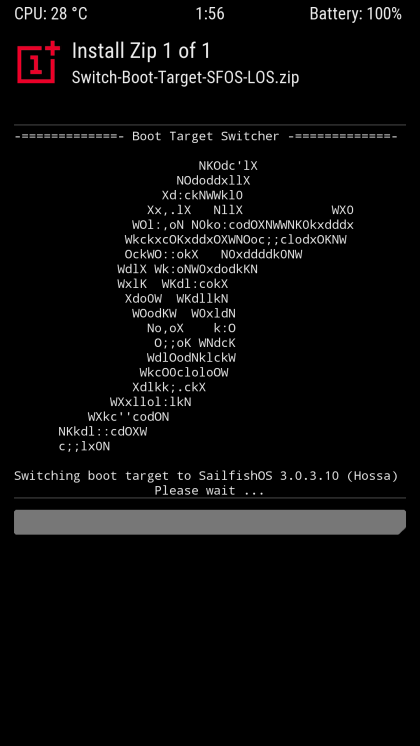 CPU: 28 °C 1:56 Battery: 100%
Install Zip 1 of 1
Switch-Boot-Target-SFOS-LOS.zip
-=============- Boot Target Switcher -=============-
NKOdc'lX
NOdoddxllX
Xd:ckNWWklO
Xx,.lX NllX WXO
WOl:,oN NOko:codOXNWWNKOkxdddx
WkckxcOKxddxOXWNOoc;;clodxOKNW
OckWO::okX NOxddddkONW
WdlX Wk:oNWOxdodkKN
WxlK WKdl:cokX
XdoOW WKdllkN
WOodKW WOxldN
No,oX k:O
O;;oK WNdcK
WdlOodNklckW
WkcOOcloloOW
Xdlkk;.ckX
WXxllol:lkN
WXkc''codON
NKkdl::cdOXW
c;;lxON
Switching boot target to SailfishOS 3.0.3.10 (Hossa)
Please wait ...